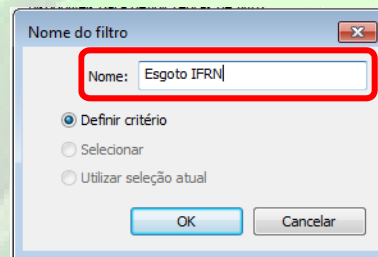 Nome do filtro
Nome: Esgoto IFRN
Definir critério
Selecionar
Utilizar seleção atual
OK Cancelar